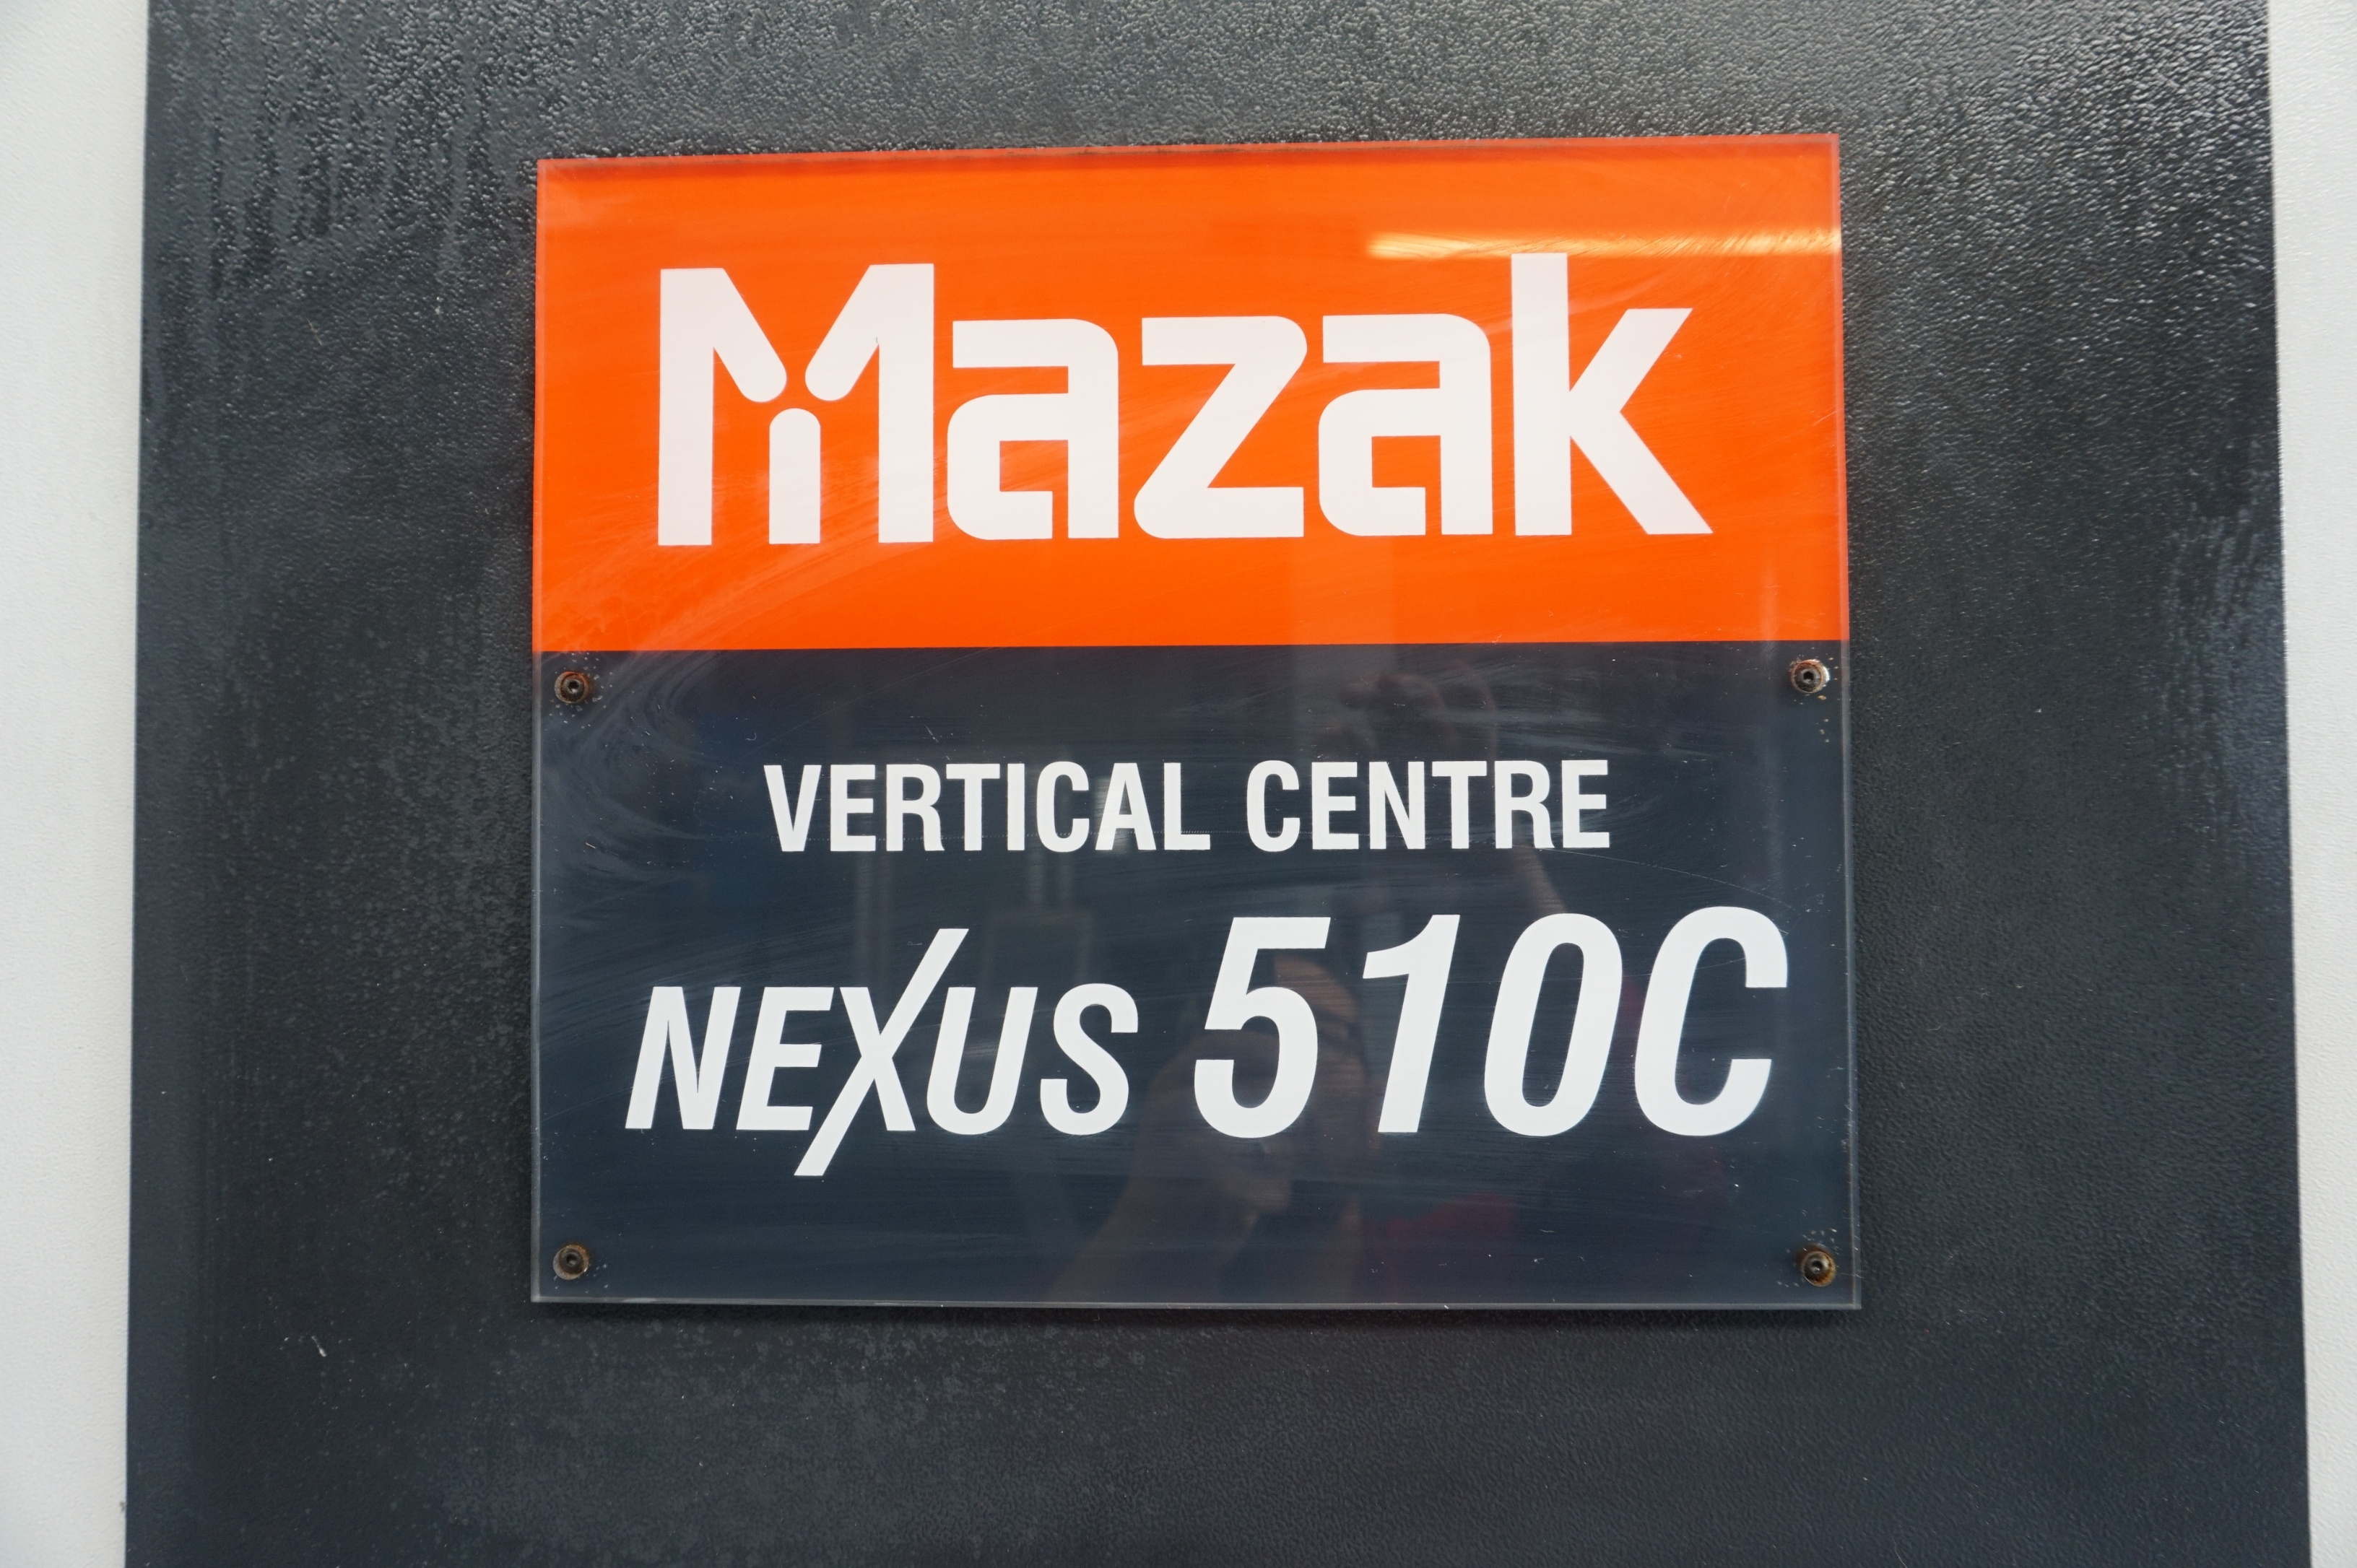 Mazak
VERTICAL CENTRE
NEXUS 510C